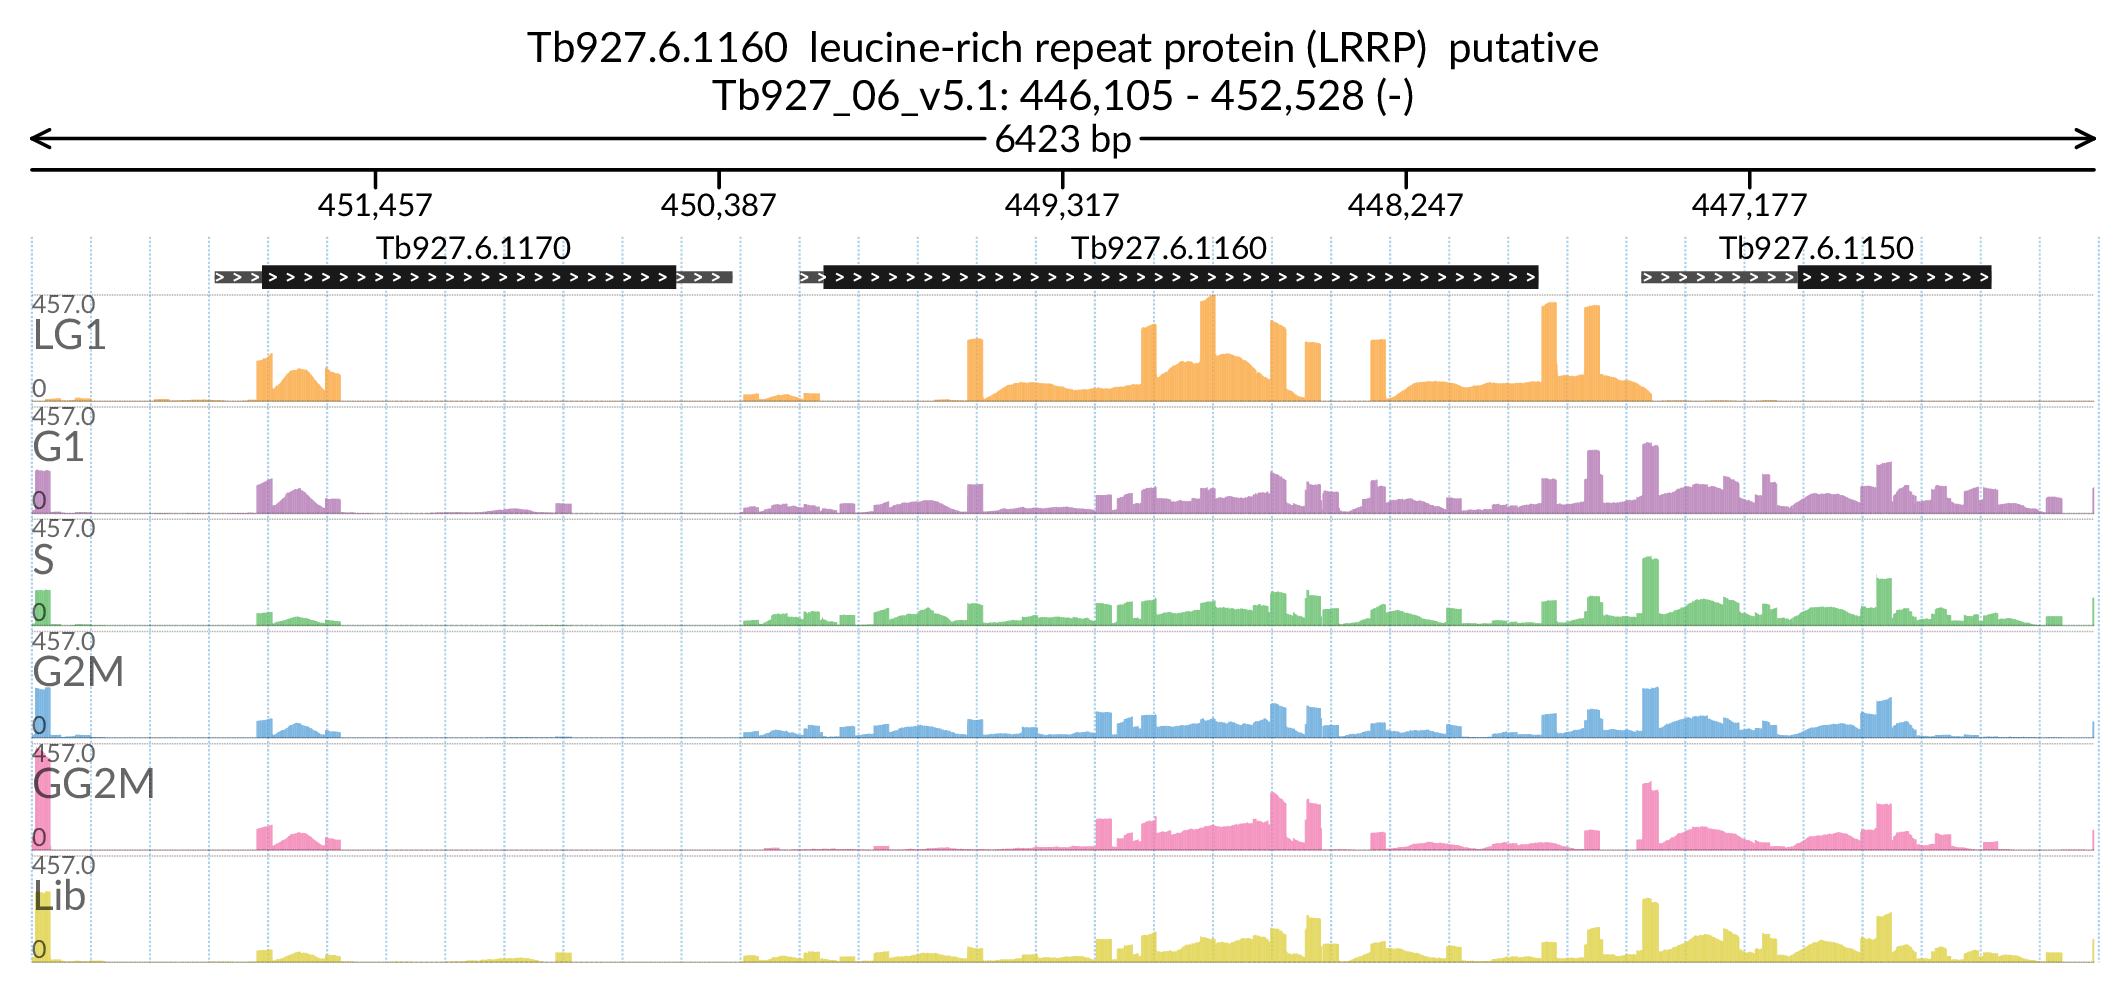 Tb927.6.1160 leucine-rich repeat protein (LRRP) putative
Tb927_06_v5.1: 446,105 - 452,528 (-)
6423 bp
451,457 450,387 449,317 448,247 447,177
Tb927.6.1170 Tb927.6.1160 Tb927.6.1150
457.0
LG1
0
457.0
G1
0
457.0
S
0
457.0
G2M
0
457.0
GG2M
0
457.0
Lib
0